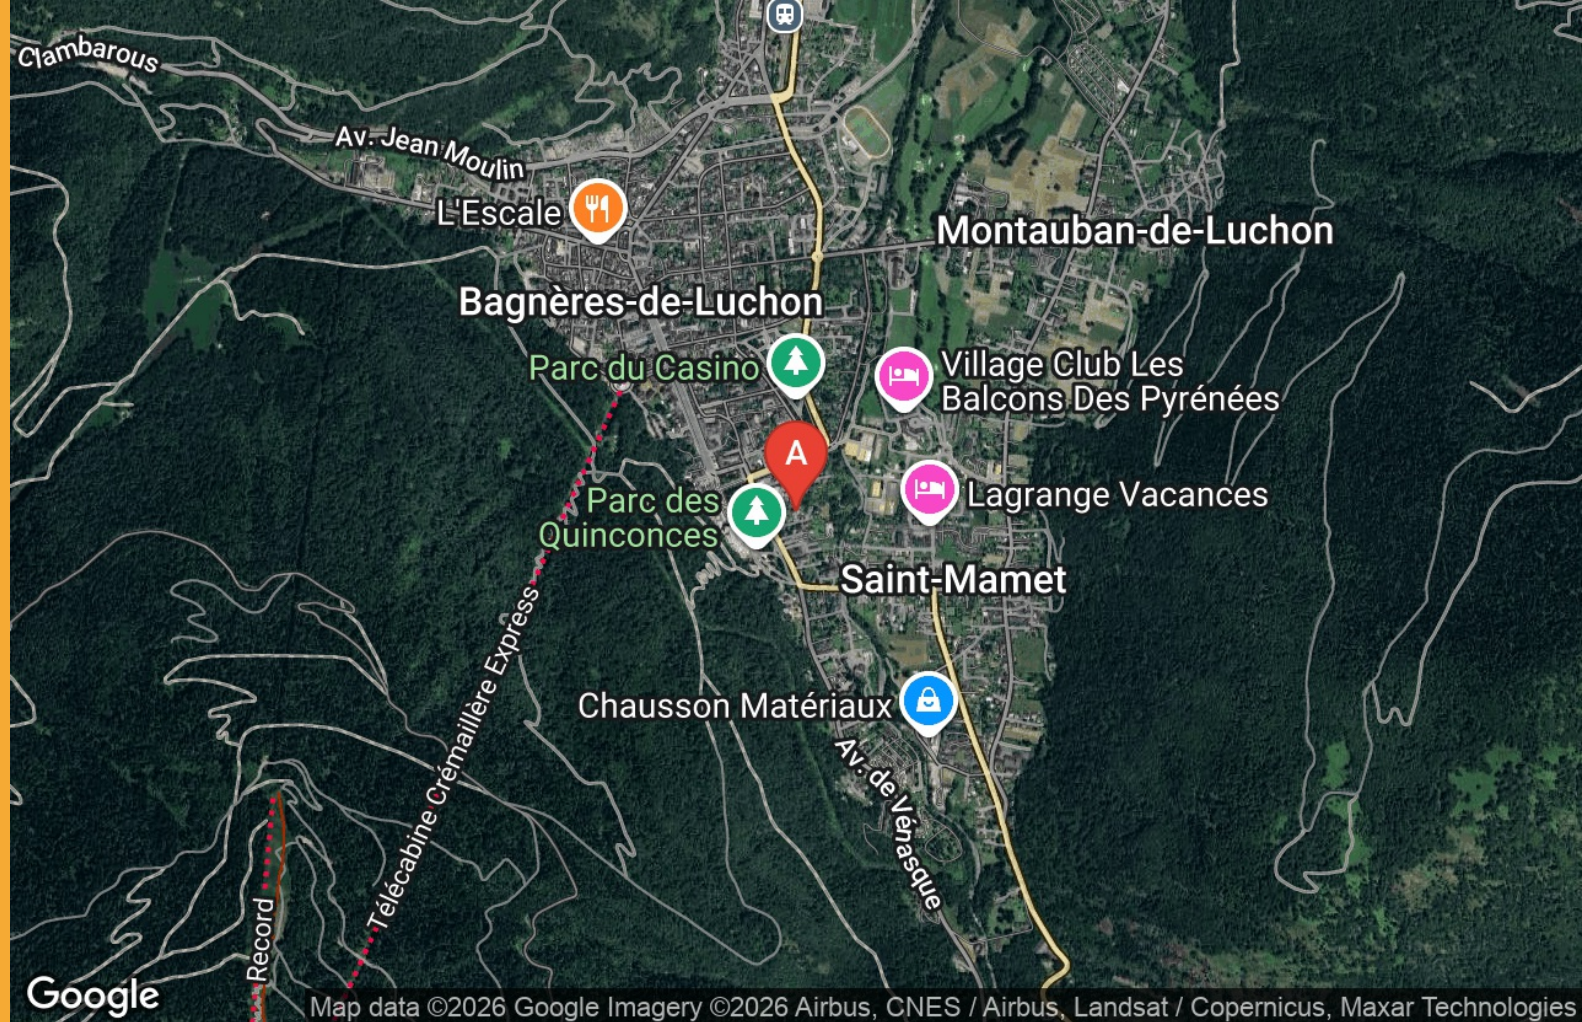 Clambarous
Av. Jean Moulin
L'Escale
Montauban-de-Luchon
Bagnères-de-Luchon
Parc du Casino
Village Club Les
Balcons Des Pyrénées
A
Parc des
Quinconces
Lagrange Vacances
Saint-Mamet
Télécabine Crémaillère Express
Chausson Matériaux
Av. de Vénasque
Record
Google
Map data ©2026 Google Imagery ©2026 Airbus, CNES / Airbus, Landsat / Copernicus, Maxar Technologies